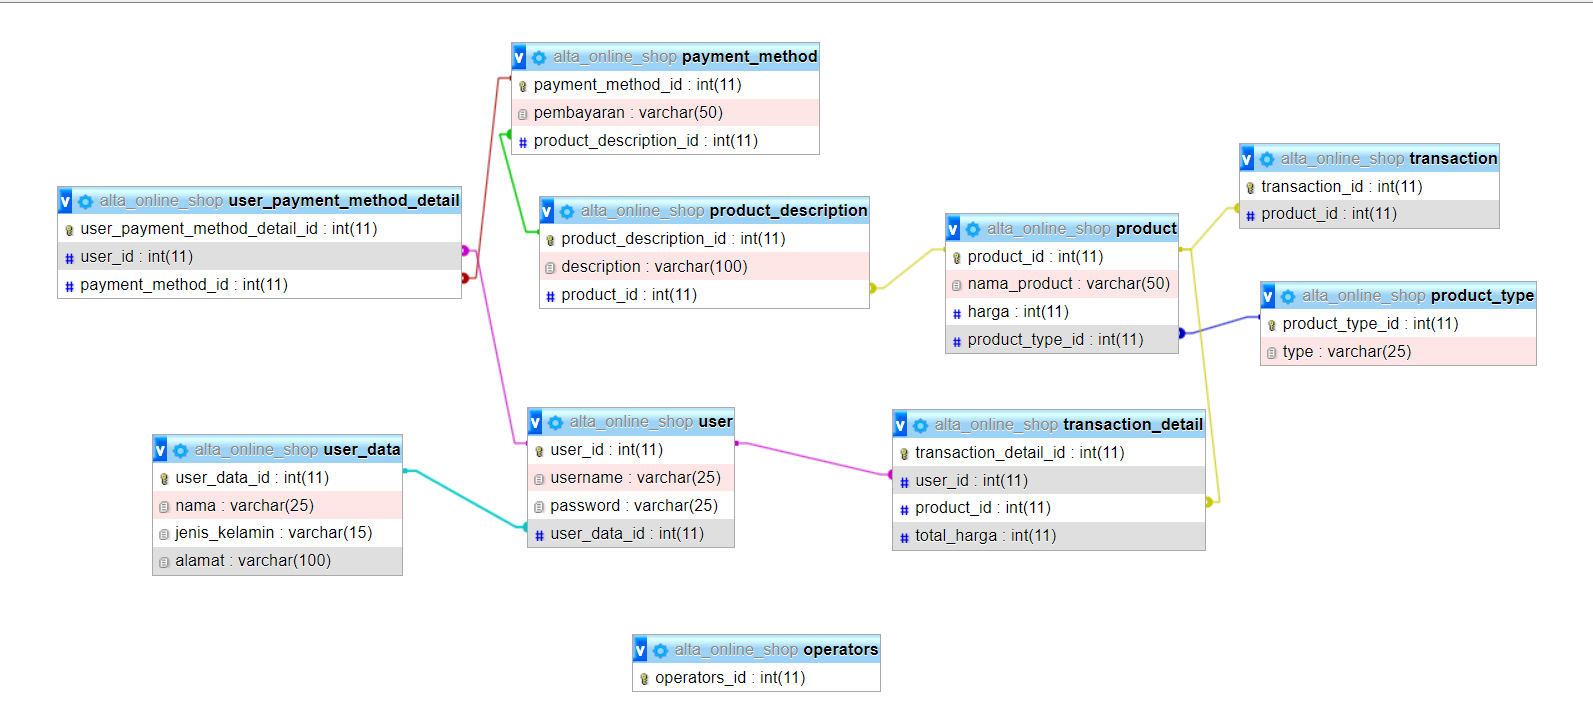 v alta_online_shop payment_method
payment_method_id : int(11)
pembayaran : varchar(50)
# product_description_id : int(11)
v alta_online_shop transaction
transaction_id : int(11)
# product_id : int(11)
v alta_online_shop user_payment_method_detail
user_payment_method_detail_id : int(11)
# user_id : int(11)
# payment_method_id : int(11)
v alta_online_shop product_description
product_description_id : int(11)
description : varchar(100)
# product_id : int(11)
v alta_online_shop product
product_id : int(11)
nama_product : varchar(50)
# harga : int(11)
# product_type_id : int(11)
v alta_online_shop product_type
product_type_id : int(11)
type : varchar(25)
v alta_online_shop user_data
user_data_id : int(11)
nama : varchar(25)
jenis_kelamin : varchar(15)
alamat : varchar(100)
v alta_online_shop user
user_id : int(11)
username : varchar(25)
password : varchar(25)
# user_data_id : int(11)
v alta_online_shop transaction_detail
transaction_detail_id : int(11)
# user_id : int(11)
# product_id : int(11)
# total_harga : int(11)
v alta_online_shop operators
operators_id : int(11)